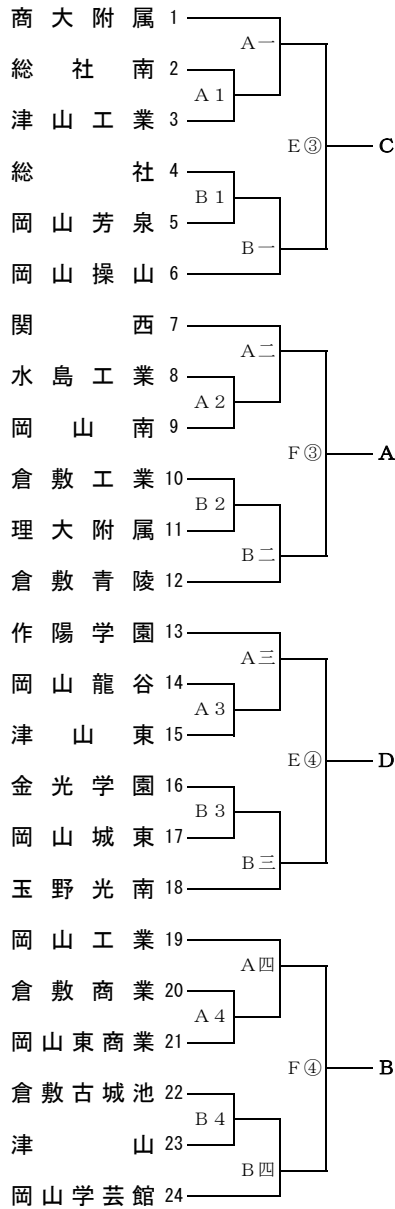 商大附属 1
A一
総社南 2
A1
津山工業 3
E③
C
総社 4
B1
岡山芳泉 5
B一
岡山操山 6
関西 7
A二
水島工業 8
A2
岡山南 9
F③
A
倉敷工業 10
B2
理大附属 11
B二
倉敷青陵 12
作陽学園 13
A三
岡山龍谷 14
A3
津山東 15
E④
D
金光学園 16
B3
岡山城東 17
B三
玉野光南 18
岡山工業 19
A四
倉敷商業 20
A4
岡山東商業 21
F④
B
倉敷古城池 22
B4
津山 23
B四
岡山学芸館 24